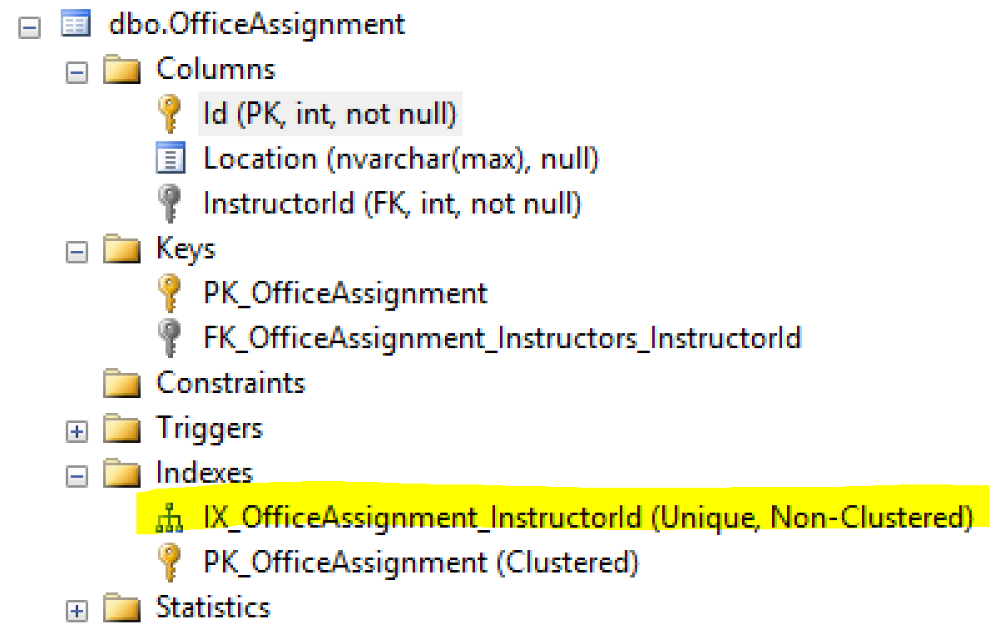 dbo.OfficeAssignment
Columns
Id (PK, int, not null)
Location (nvarchar(max), null)
InstructorId (FK, int, not null)
Keys
PK_OfficeAssignment
FK_OfficeAssignment_Instructors_InstructorId
Constraints
Triggers
Indexes
IX_OfficeAssignment_InstructorId (Unique, Non-Clustered)
PK_OfficeAssignment (Clustered)
Statistics